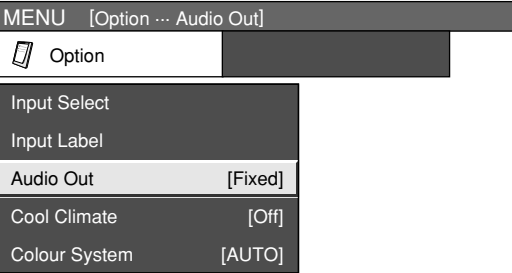 MENU [Option ··· Audio Out]
Option
Input Select
Input Label
Audio Out [Fixed]
Cool Climate [Off]
Colour System [AUTO]